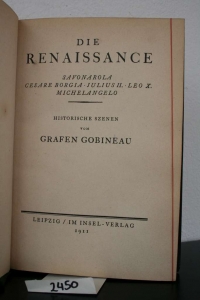 DIE
RENAISSANCE
SAVONAROLA
CESARE BORGIA · JULIUS II. · LEO X.
MICHELANGELO
HISTORISCHE SZENEN
VOM
GRAFEN GOBINEAU
LEIPZIG / IM INSEL-VERLAG
1911
2450